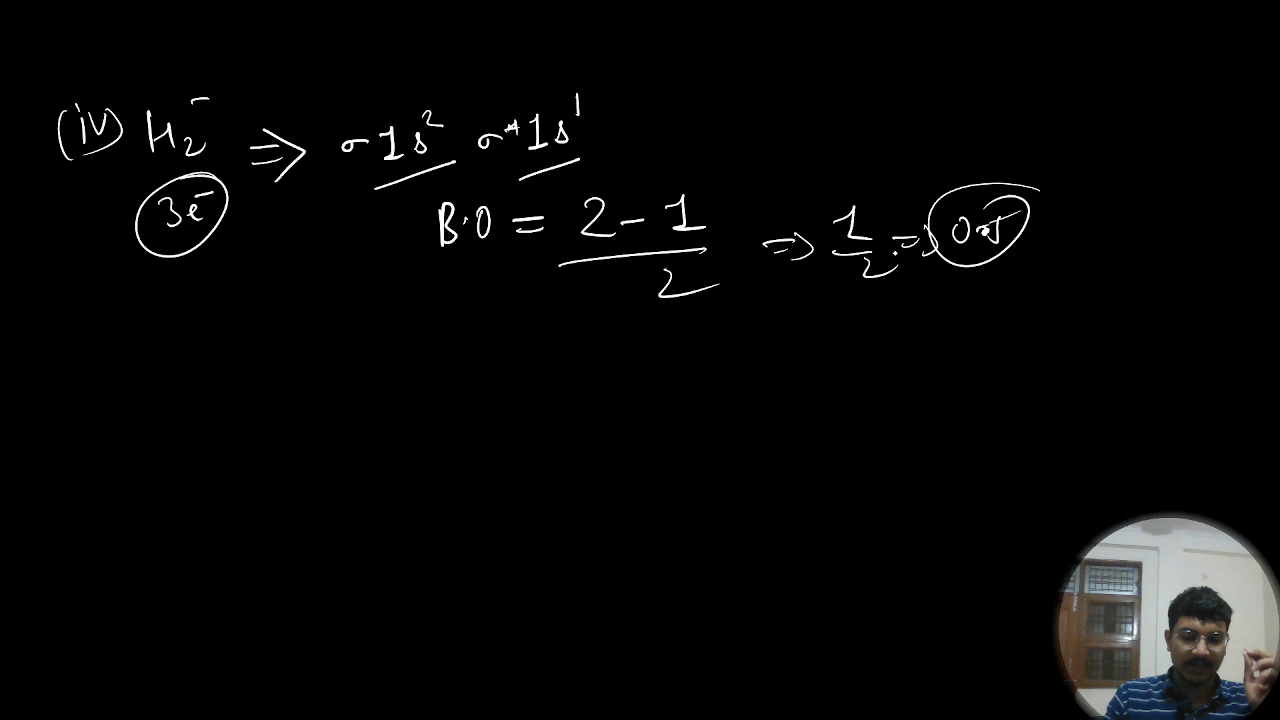 (iv) H₂⁻ ⇒ σ1s² σ*1s¹
3e⁻
B.O = 2 - 1 / 2 ⇒ 1/2 ⇒ 0.5